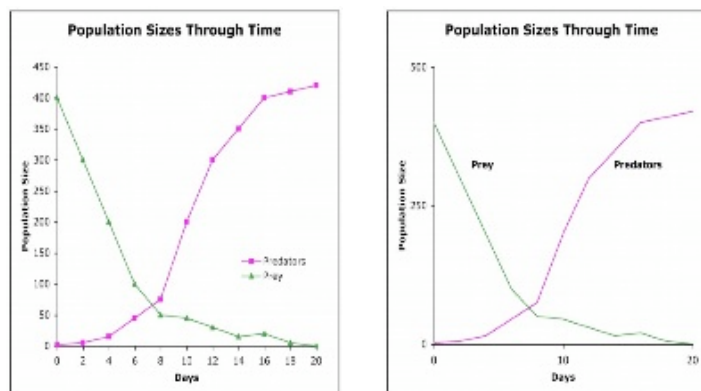 Population Sizes Through Time
450
400
350
300
250
200
150
100
50
0
Population Size
Predators
Prey
0 2 4 6 8 10 12 14 16 18 20
Days
Population Sizes Through Time
500
250
0
Population Size
Prey
Predators
0 10 20
Days